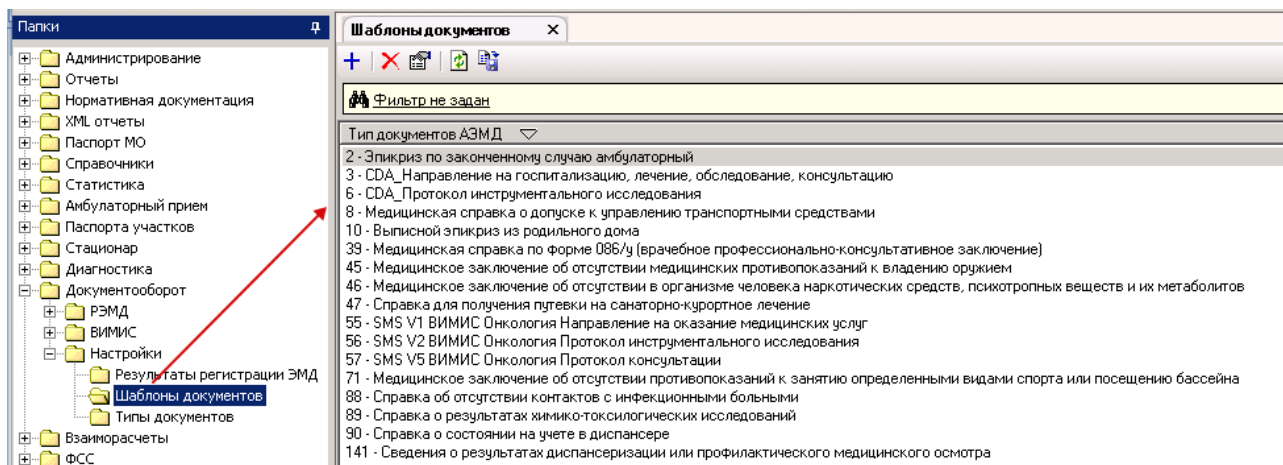 Папки
Администрирование
Отчеты
Нормативная документация
XML отчеты
Паспорт МО
Справочники
Статистика
Амбулаторный прием
Паспорта участков
Стационар
Диагностика
Документооборот
РЭМД
ВИМИС
Настройки
Результаты регистрации ЭМД
Шаблоны документов
Типы документов
Взаиморасчеты
ФСС
Шаблоны документов
Фильтр не задан
Тип документов АЭМД
2 - Эпикриз по законченному случаю амбулаторный
3 - CDA_Направление на госпитализацию, лечение, обследование, консультацию
6 - CDA_Протокол инструментального исследования
8 - Медицинская справка о допуске к управлению транспортными средствами
10 - Выписной эпикриз из родильного дома
39 - Медицинская справка по форме 086/у (врачебное профессионально-консультативное заключение)
45 - Медицинское заключение об отсутствии медицинских противопоказаний к владению оружием
46 - Медицинское заключение об отсутствии в организме человека наркотических средств, психотропных веществ и их метаболитов
47 - Справка для получения путевки на санаторно-курортное лечение
55 - SMS V1 ВИМИС Онкология Направление на оказание медицинских услуг
56 - SMS V2 ВИМИС Онкология Протокол инструментального исследования
57 - SMS V5 ВИМИС Онкология Протокол консультации
71 - Медицинское заключение об отсутствии противопоказаний к занятию определенными видами спорта или посещению бассейна
88 - Справка об отсутствии контактов с инфекционными больными
89 - Справка о результатах химико-токсилогических исследований
90 - Справка о состоянии на учете в диспансере
141 - Сведения о результатах диспансеризации или профилактического медицинского осмотра